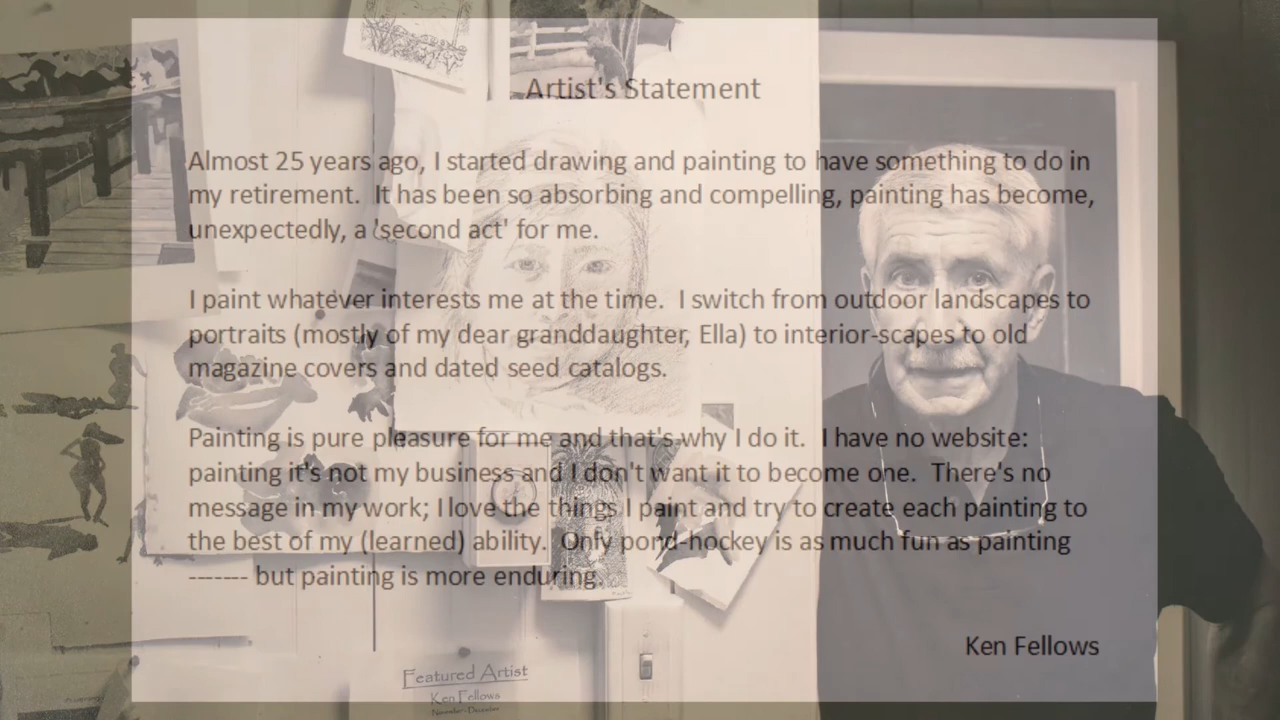 Artist's Statement
Almost 25 years ago, I started drawing and painting to have something to do in
my retirement.  It has been so absorbing and compelling, painting has become,
unexpectedly, a 'second act' for me.
I paint whatever interests me at the time.  I switch from outdoor landscapes to
portraits (mostly of my dear granddaughter, Ella) to interior-scapes to old
magazine covers and dated seed catalogs.
Painting is pure pleasure for me and that's why I do it.  I have no website:
painting it's not my business and I don't want it to become one.  There's no
message in my work; I love the things I paint and try to create each painting to
the best of my (learned) ability.  Only pond-hockey is as much fun as painting
------- but painting is more enduring.
Ken Fellows
Featured Artist
Ken Fellows
November - December